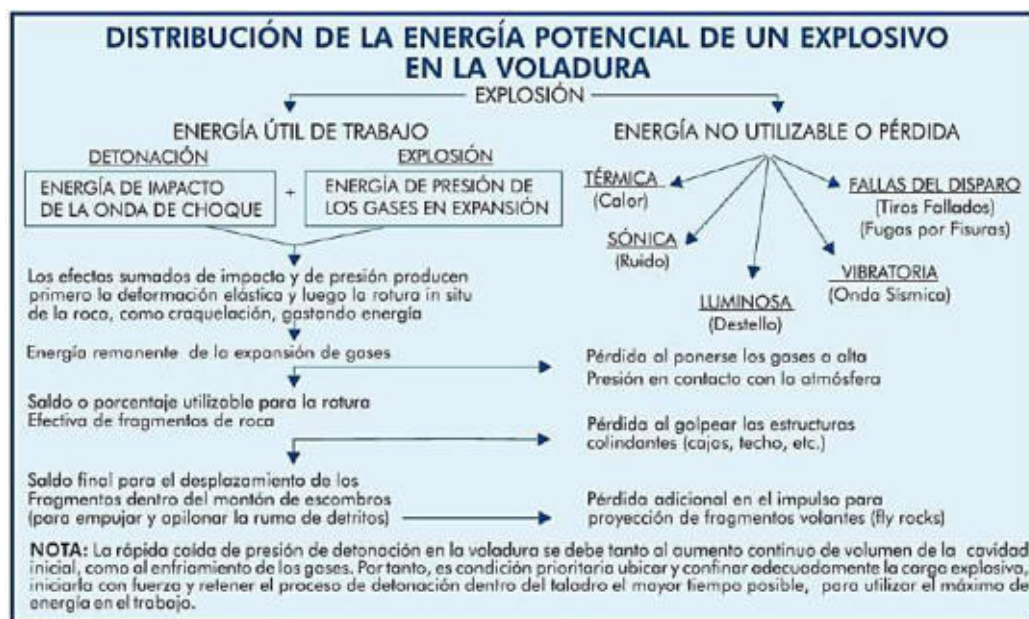 DISTRIBUCIÓN DE LA ENERGÍA POTENCIAL DE UN EXPLOSIVO
EN LA VOLADURA
EXPLOSIÓN
ENERGÍA ÚTIL DE TRABAJO
DETONACIÓN
ENERGÍA DE IMPACTO
DE LA ONDA DE CHOQUE
+
EXPLOSIÓN
ENERGÍA DE PRESIÓN DE
LOS GASES EN EXPANSIÓN
Los efectos sumados de impacto y de presión producen
primero la deformación elástica y luego la rotura in situ
de la roca, como craquelación, gastando energía
Energía remanente de la expansión de gases
Saldo o porcentaje utilizable para la rotura
Efectiva de fragmentos de roca
Saldo final para el desplazamiento de los
Fragmentos dentro del montón de escombros
(para empujar y apilonar la ruma de detritos)
ENERGÍA NO UTILIZABLE O PÉRDIDA
TÉRMICA
(Calor)
SÓNICA
(Ruido)
LUMINOSA
(Destello)
VIBRATORIA
(Onda Sísmica)
FALLAS DEL DISPARO
(Tiros Fallados)
(Fugas por Fisuras)
Pérdida al ponerse los gases a alta
Presión en contacto con la atmósfera
Pérdida al golpear las estructuras
colindantes (cajas, techo, etc.)
Pérdida adicional en el impulso para
proyección de fragmentos volantes (fly rocks)
NOTA: La rápida caída de presión de detonación en la voladura se debe tanto al aumento continuo de volumen de la cavidad
inicial, como al enfriamiento de los gases. Por tanto, es condición prioritaria ubicar y confinar adecuadamente la carga explosiva,
iniciarla con fuerza y retener el proceso de detonación dentro del taladro el mayor tiempo posible, para utilizar el máximo de
energía en el trabajo.